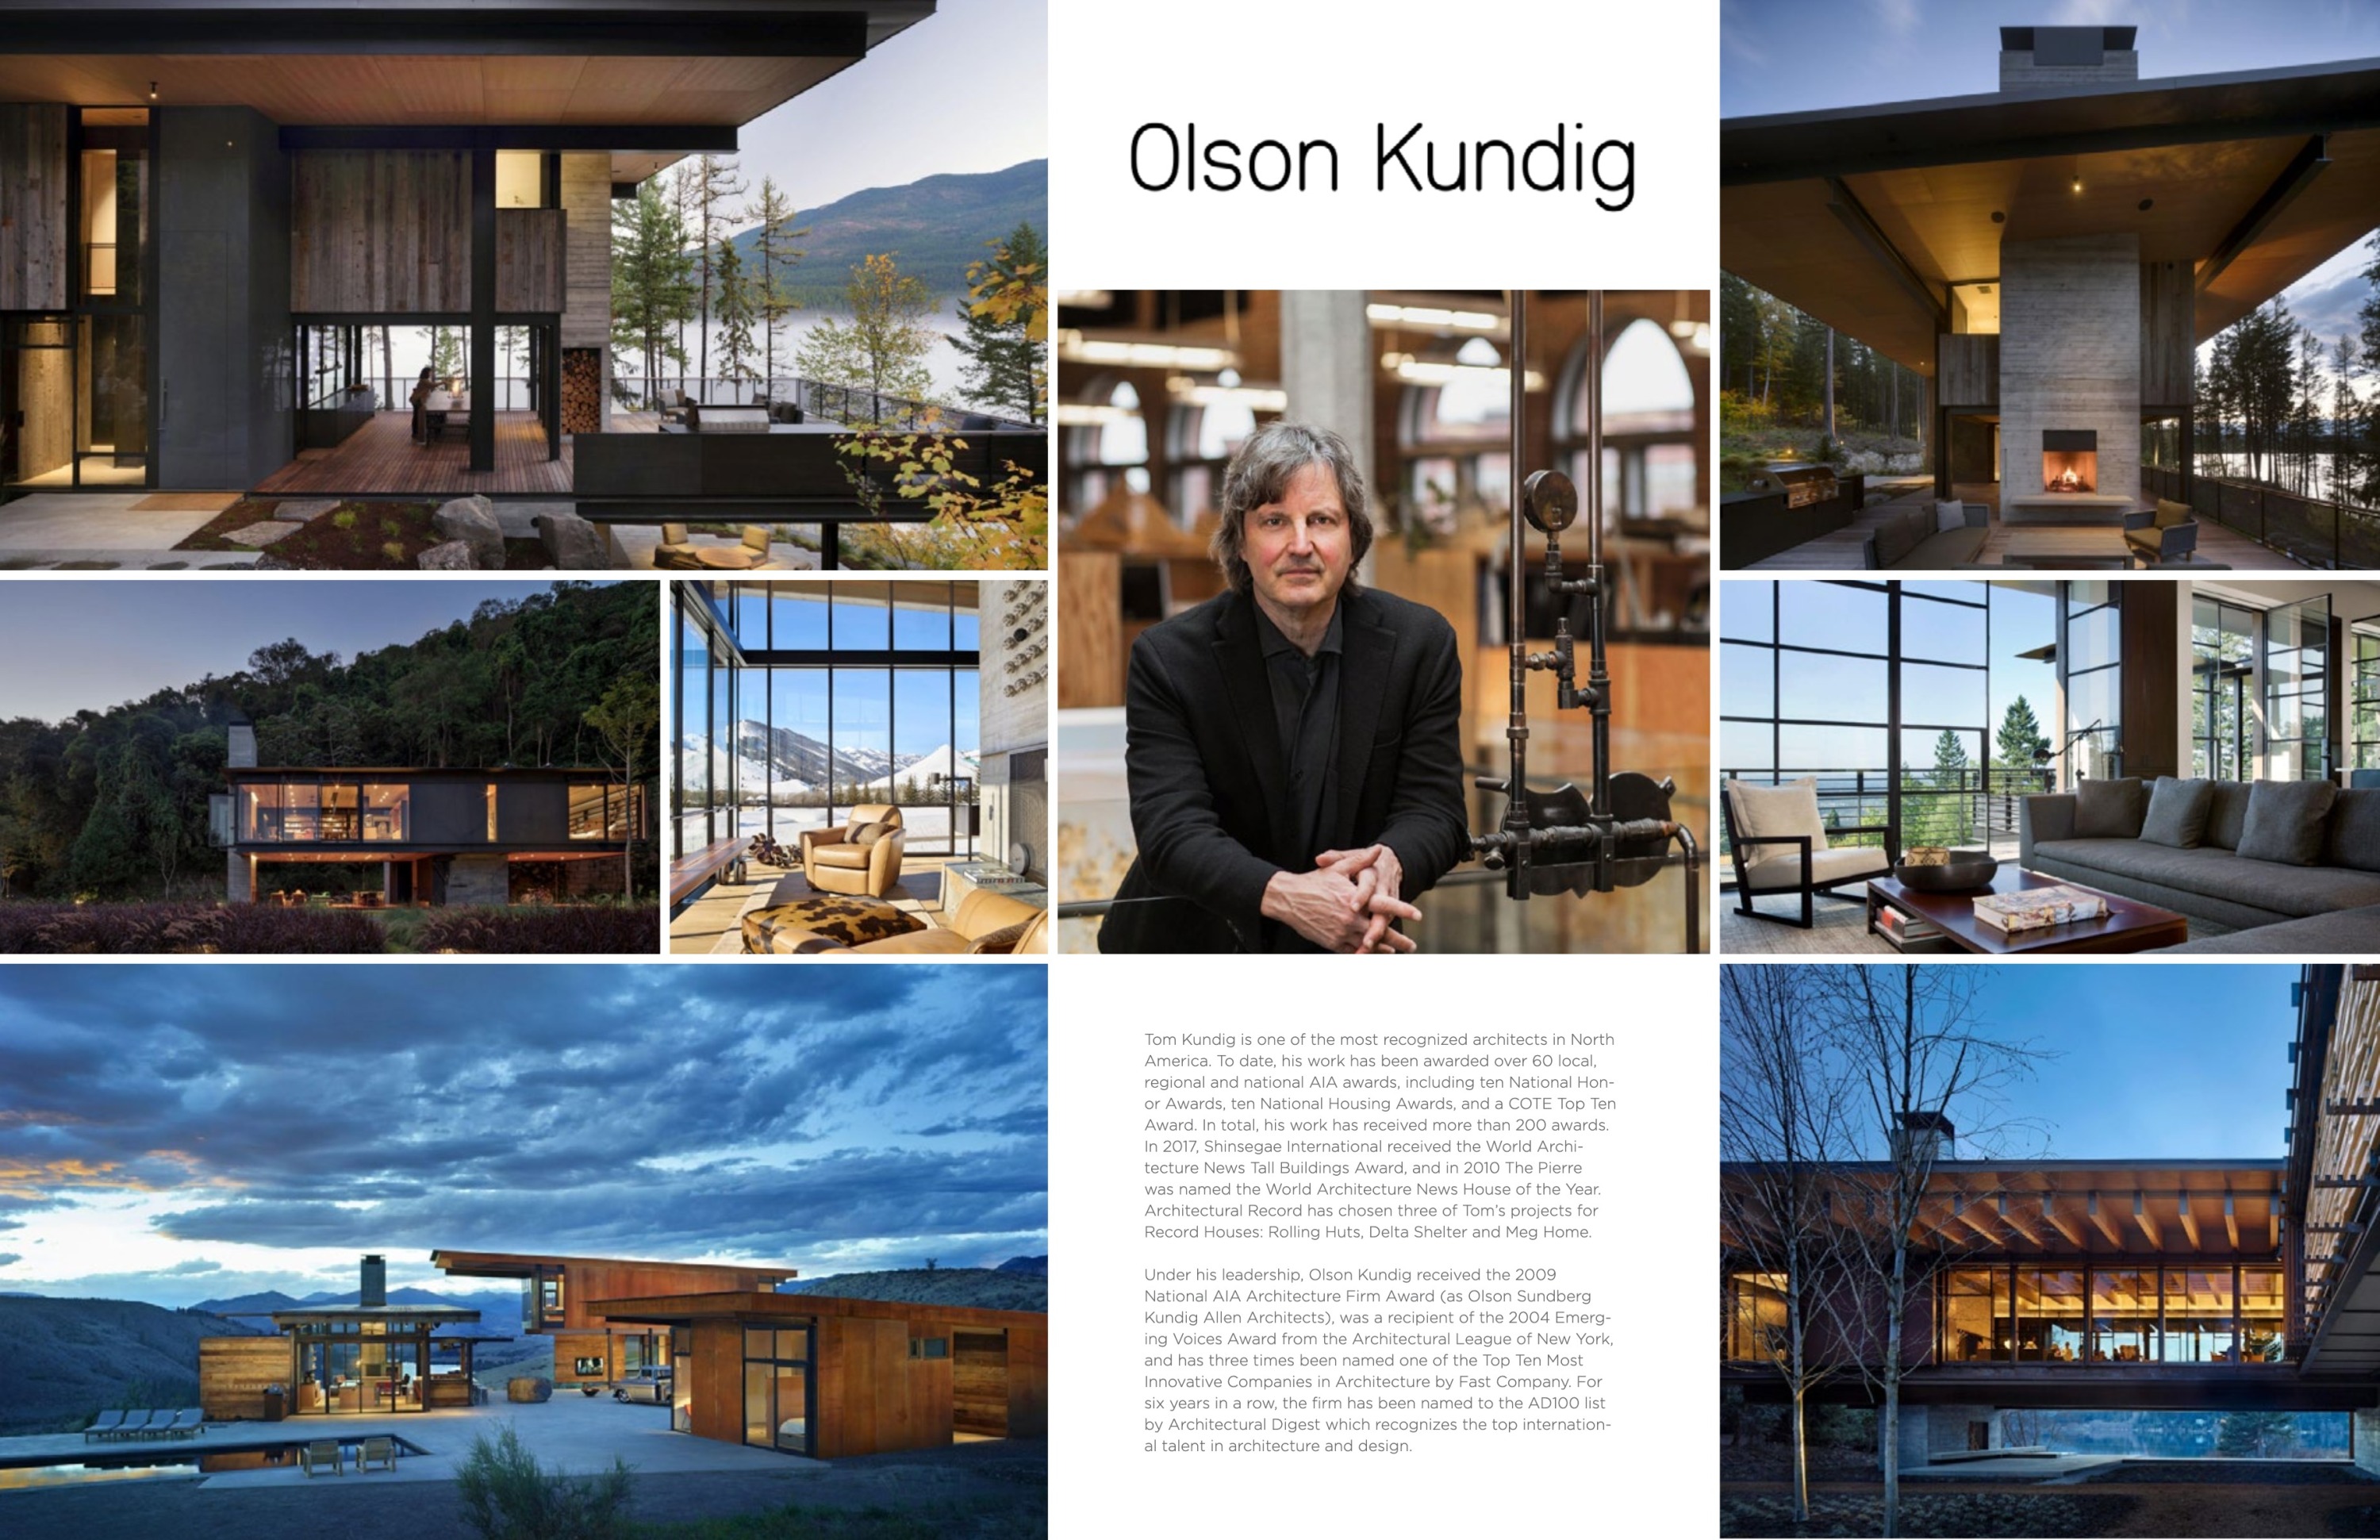 Olson Kundig
Tom Kundig is one of the most recognized architects in North
America. To date, his work has been awarded over 60 local,
regional and national AIA awards, including ten National Hon-
or Awards, ten National Housing Awards, and a COTE Top Ten
Award. In total, his work has received more than 200 awards.
In 2017, Shinsegae International received the World Archi-
tecture News Tall Buildings Award, and in 2010 The Pierre
was named the World Architecture News House of the Year.
Architectural Record has chosen three of Tom’s projects for
Record Houses: Rolling Huts, Delta Shelter and Meg Home.
Under his leadership, Olson Kundig received the 2009
National AIA Architecture Firm Award (as Olson Sundberg
Kundig Allen Architects), was a recipient of the 2004 Emerg-
ing Voices Award from the Architectural League of New York,
and has three times been named one of the Top Ten Most
Innovative Companies in Architecture by Fast Company. For
six years in a row, the firm has been named to the AD100 list
by Architectural Digest which recognizes the top internation-
al talent in architecture and design.